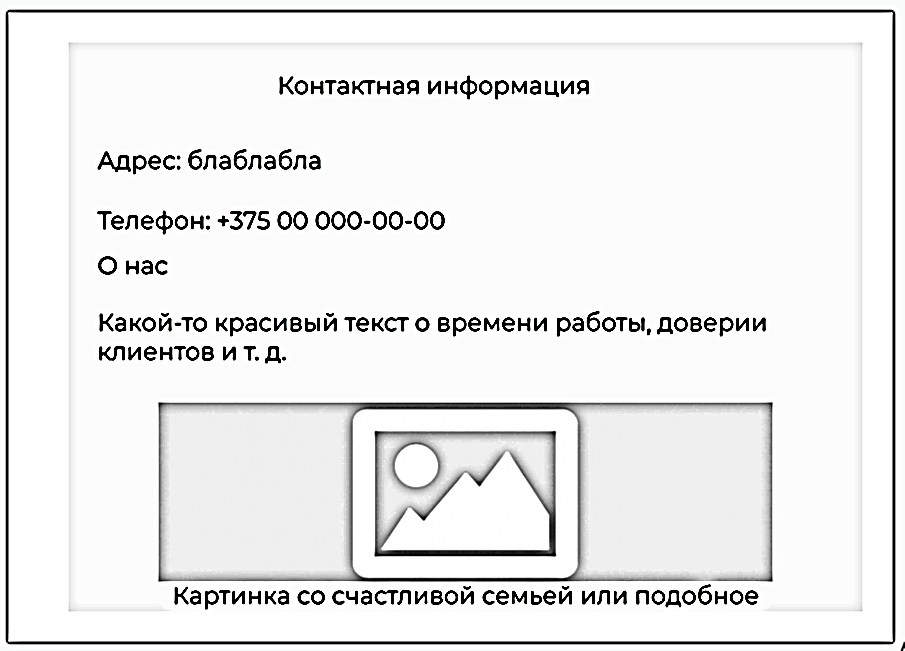 Контактная информация
Адрес: блаблабла
Телефон: +375 00 000-00-00
О нас
Какой-то красивый текст о времени работы, доверии
клиентов и т. д.
Картинка со счастливой семьей или подобное